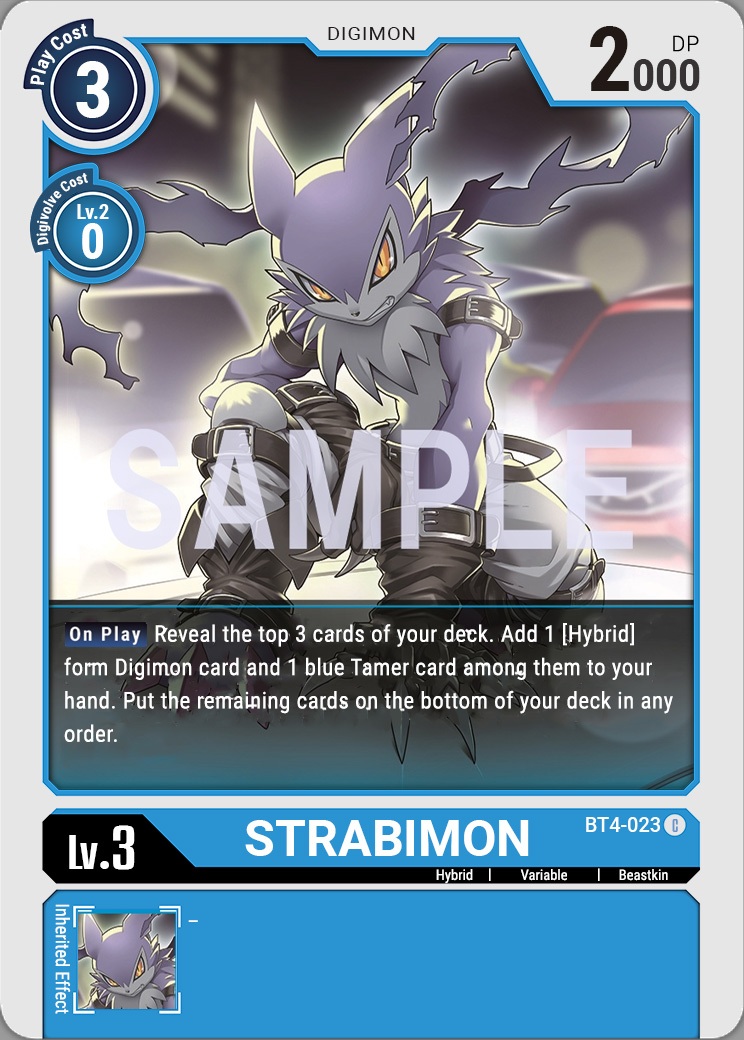 DIGIMON
Play Cost
3
2000
DP
Digivolve Cost
Lv.2
0
SAMPLE
On Play Reveal the top 3 cards of your deck. Add 1 [Hybrid]
form Digimon card and 1 blue Tamer card among them to your
hand. Put the remaining cards on the bottom of your deck in any
order.
Lv.3
STRABIMON
BT4-023 C
Hybrid | Variable | Beastkin
Inherited Effect
–